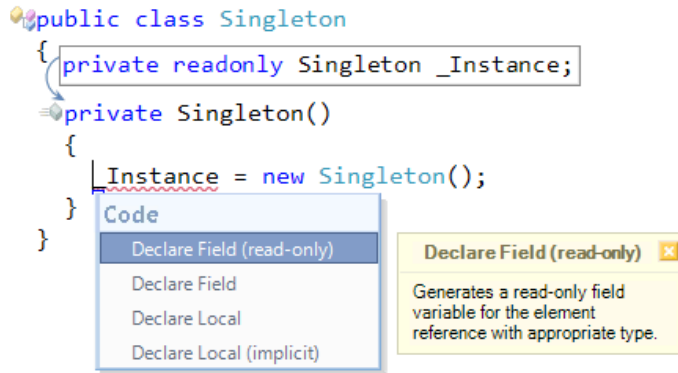 public class Singleton
{
private readonly Singleton _Instance;
private Singleton()
{
_Instance = new Singleton();
}
}
Code
Declare Field (read-only)
Declare Field
Declare Local
Declare Local (implicit)
Declare Field (read-only)
Generates a read-only field
variable for the element
reference with appropriate type.